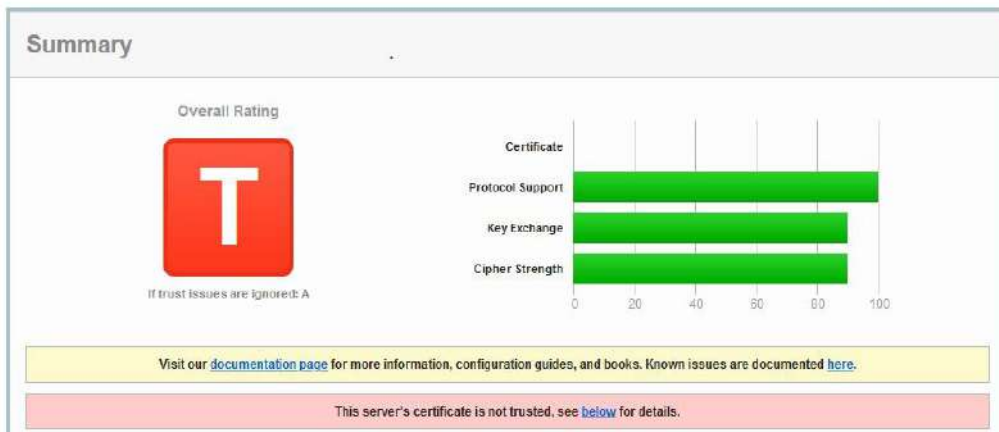 Summary
Overall Rating
T
If trust issues are ignored: A
Certificate
Protocol Support
Key Exchange
Cipher Strength
0 20 40 60 80 100
Visit our documentation page for more information, configuration guides, and books. Known issues are documented here.
This server's certificate is not trusted, see below for details.